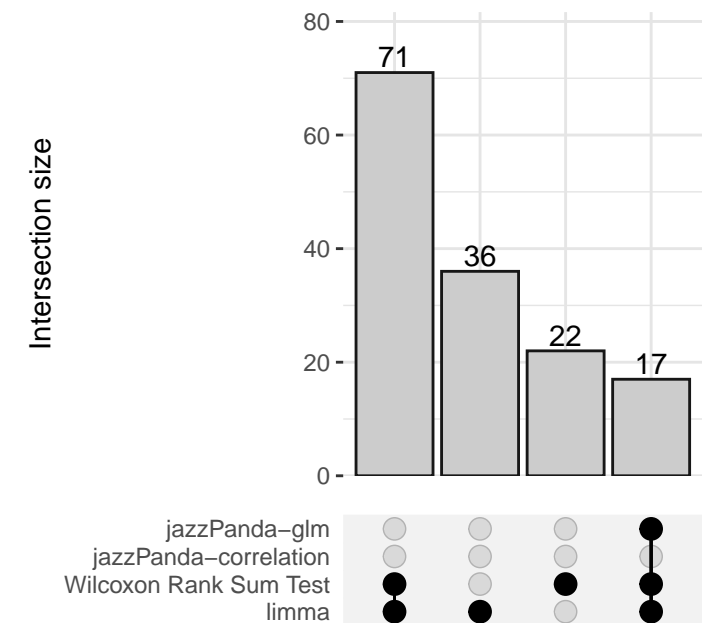 80
71
60
Intersection size
40
36
22
20
17
0
jazzPanda−glm
jazzPanda−correlation
Wilcoxon Rank Sum Test
limma